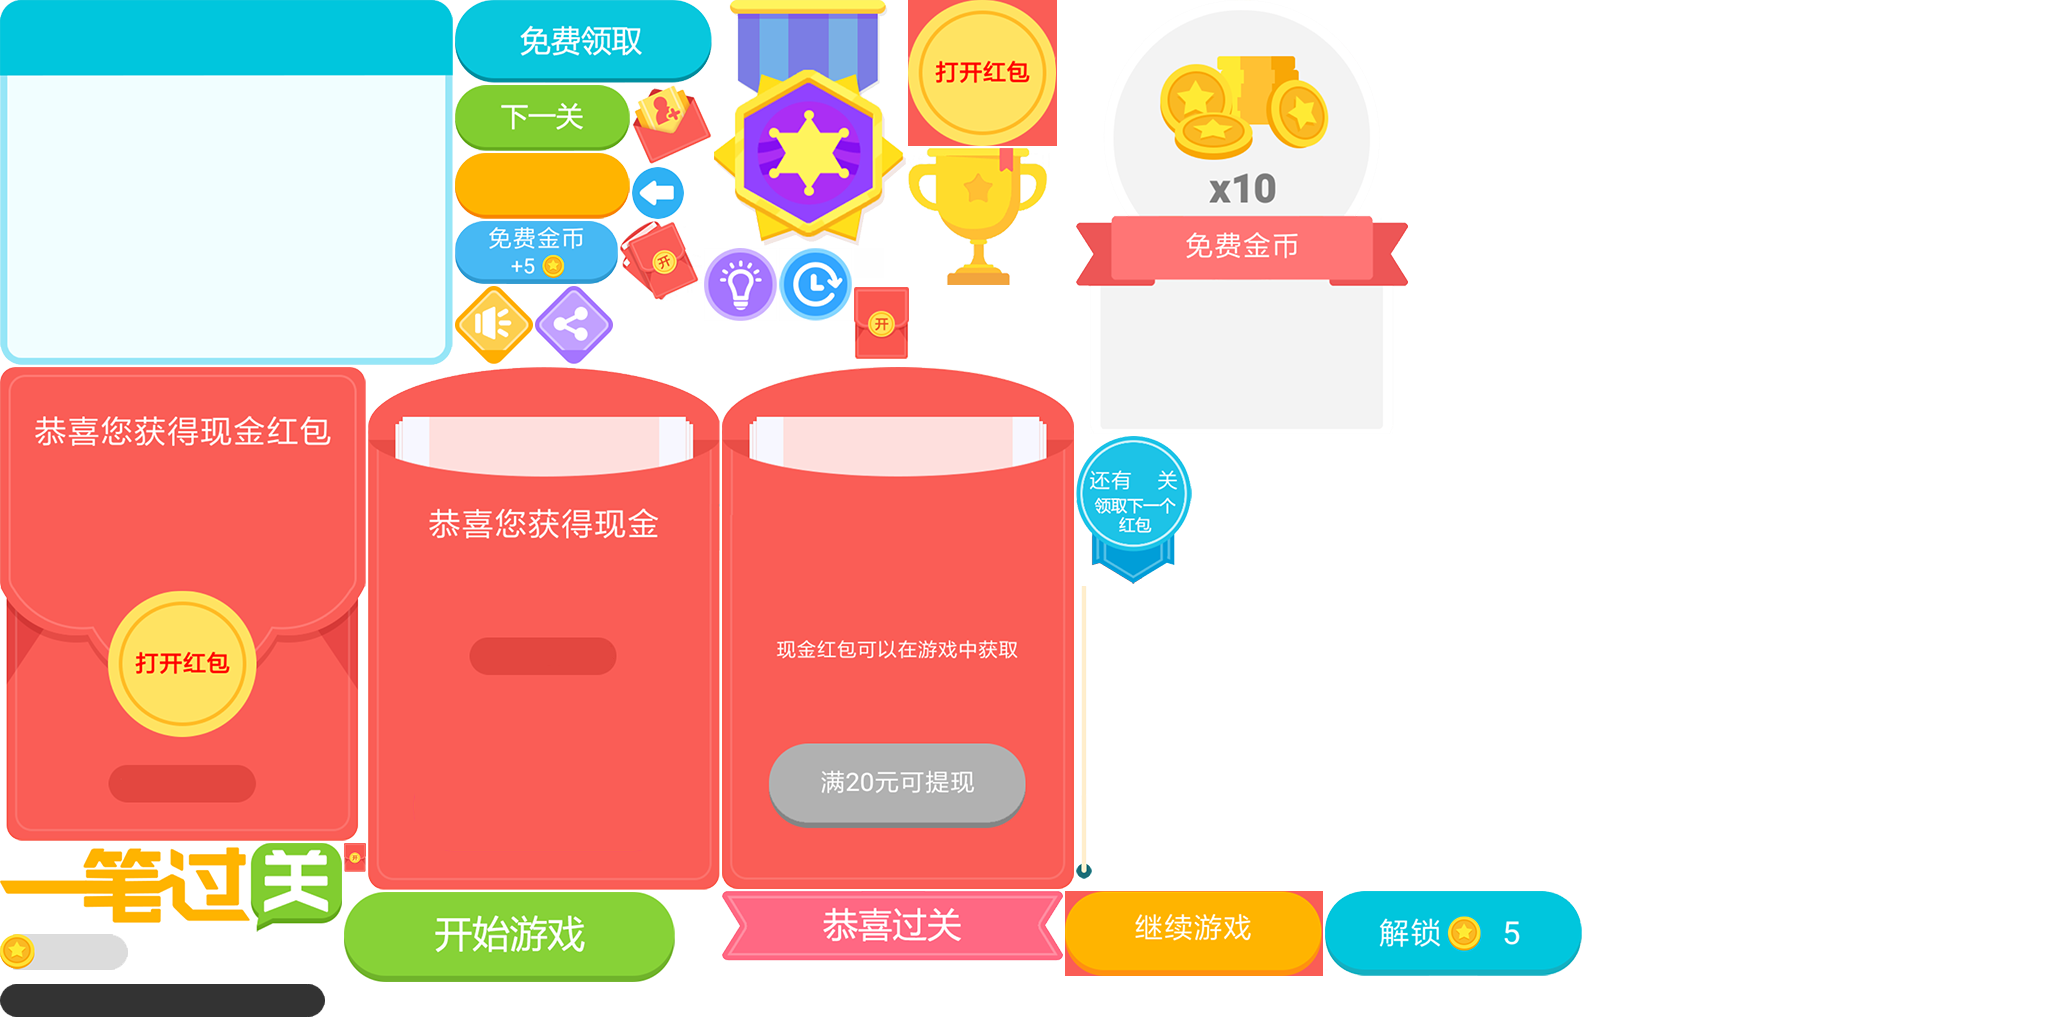 免费领取
下一关
免费金币
+5
开
打开红包
开
x10
免费金币
恭喜您获得现金红包
打开红包
恭喜您获得现金
现金红包可以在游戏中获取
满20元可提现
还有 关
领取下一个
红包
一笔过关
开
开始游戏
恭喜过关
继续游戏
解锁 5